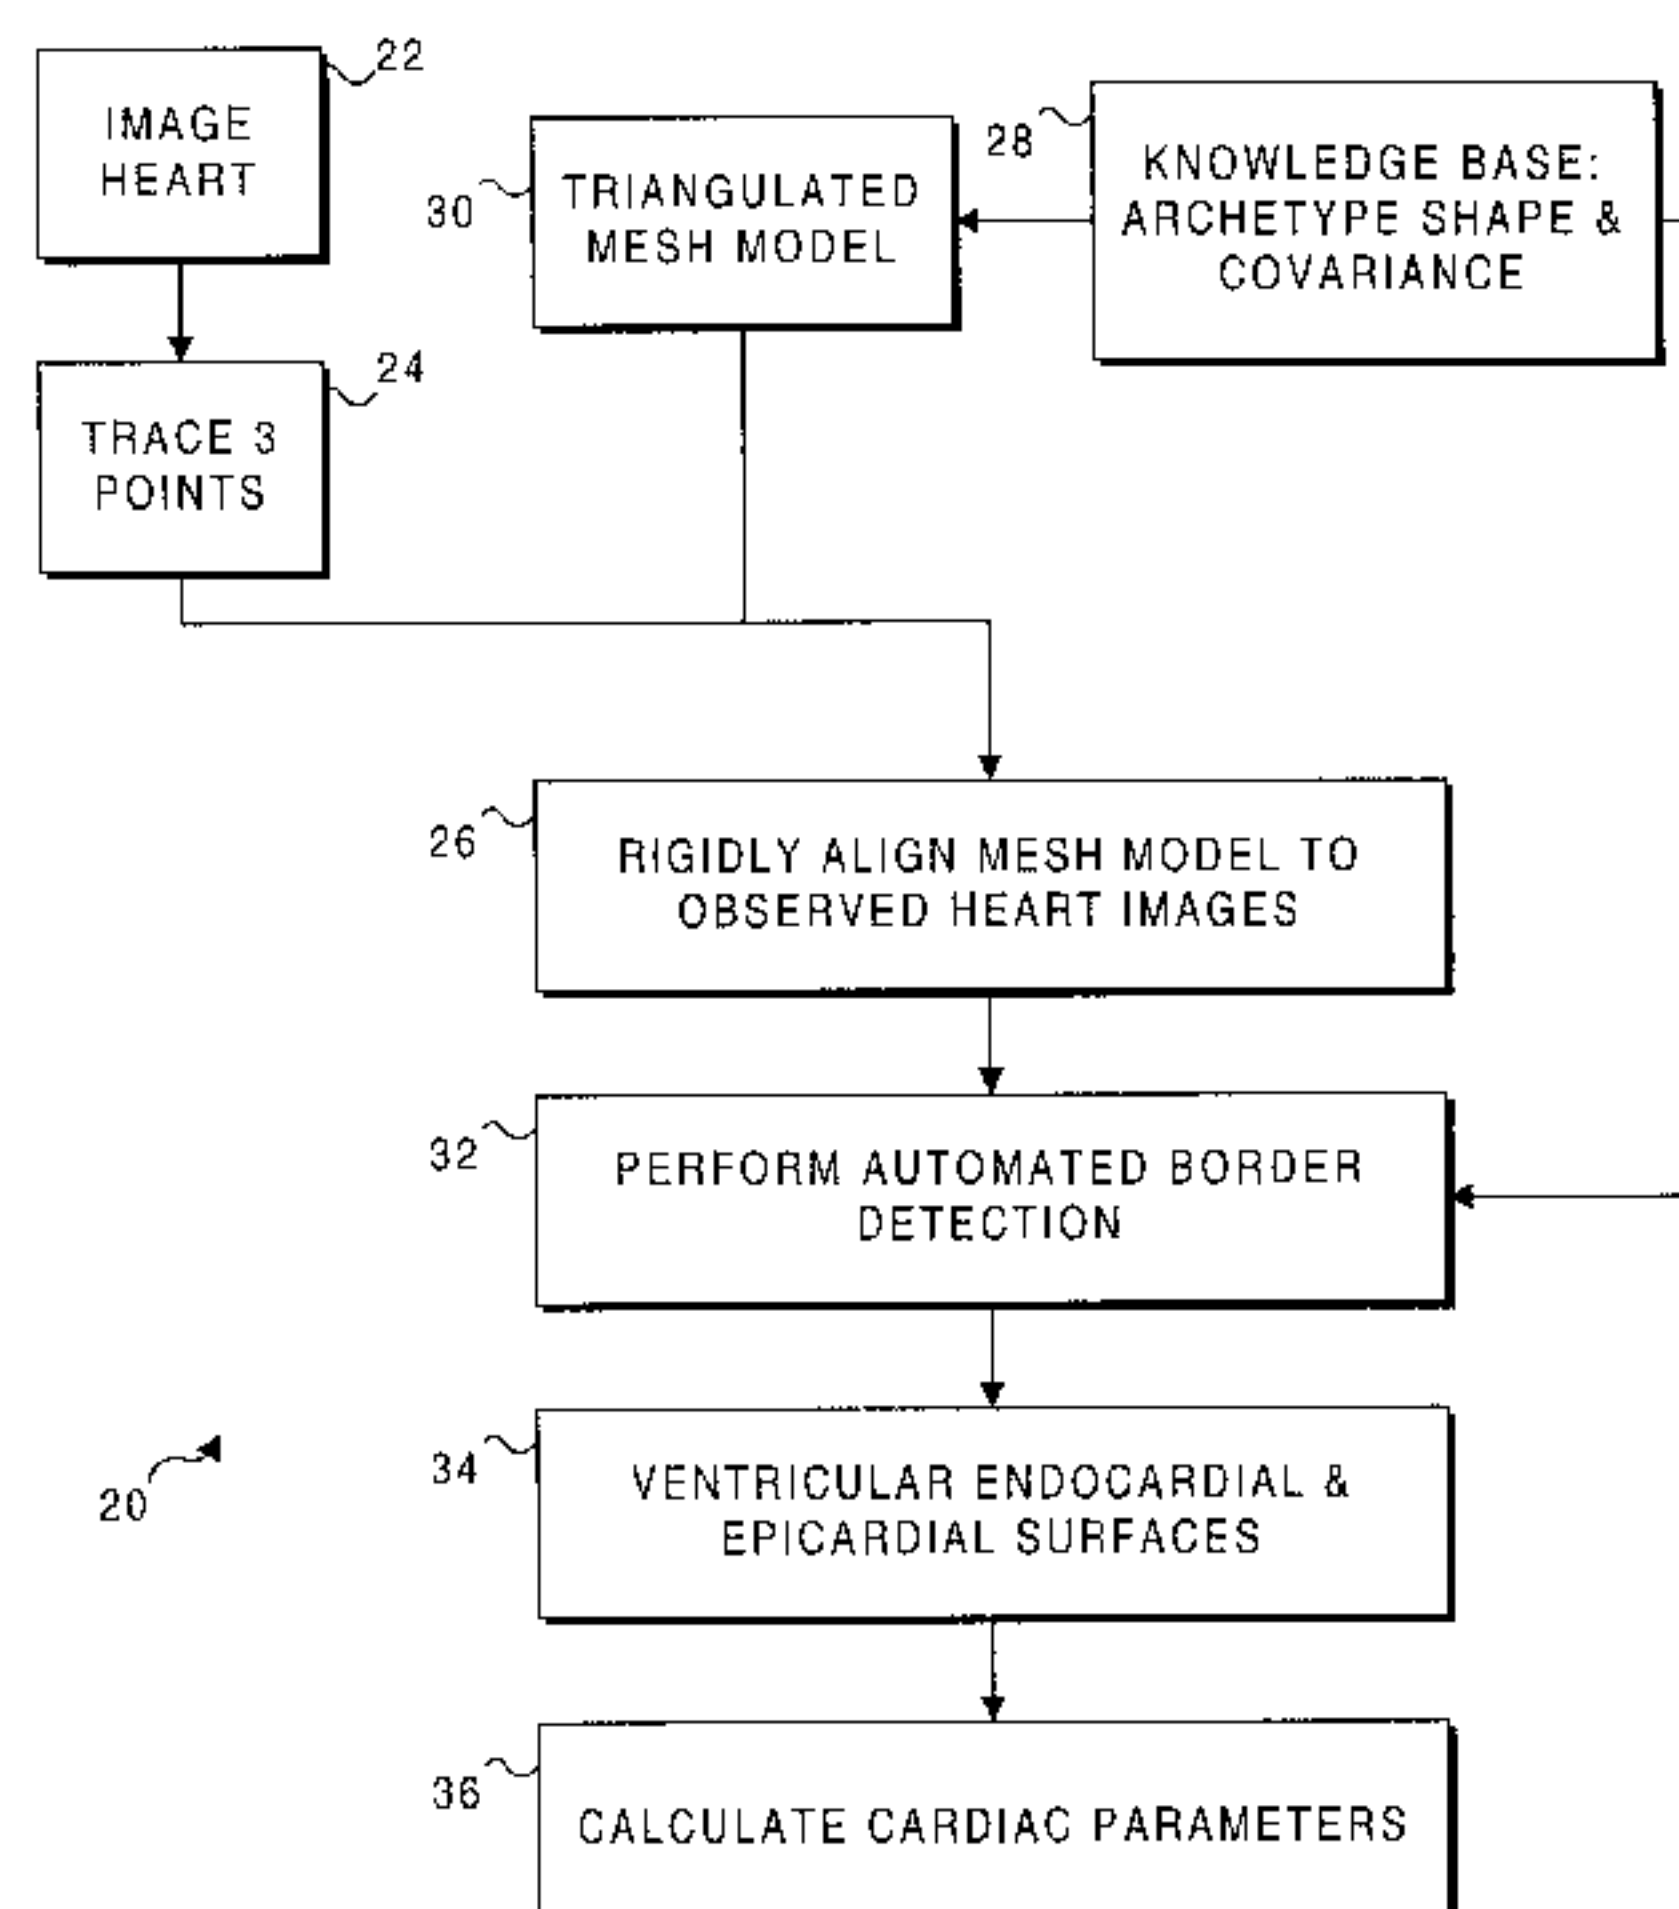 22
IMAGE
HEART
30
TRIANGULATED
MESH MODEL
28
KNOWLEDGE BASE:
ARCHETYPE SHAPE &
COVARIANCE
24
TRACE 3
POINTS
26
RIGIDLY ALIGN MESH MODEL TO
OBSERVED HEART IMAGES
32
PERFORM AUTOMATED BORDER
DETECTION
34
VENTRICULAR ENDOCARDIAL &
EPICARDIAL SURFACES
20
36
CALCULATE CARDIAC PARAMETERS